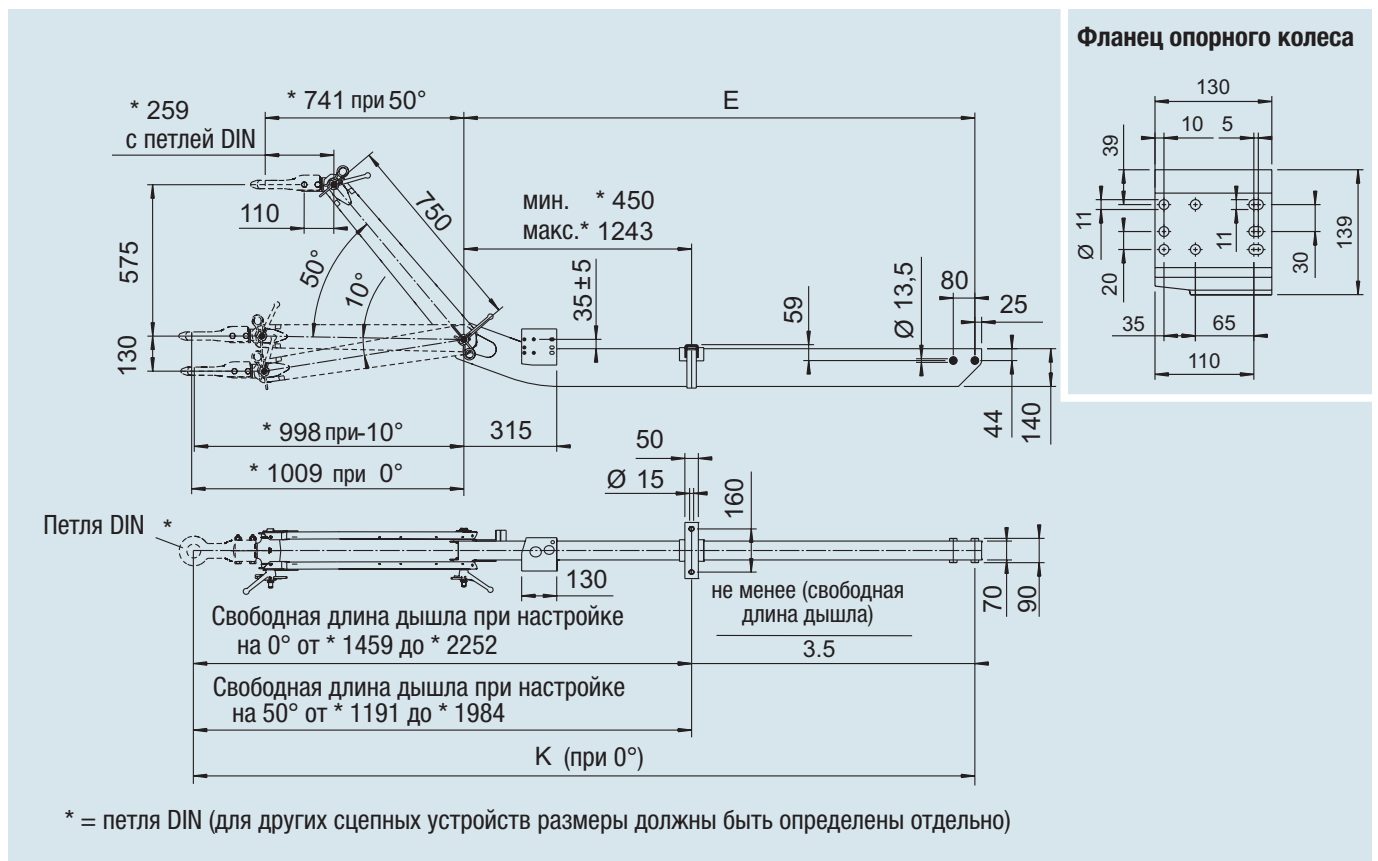 Фланец опорного колеса
130
10 5
39
Ø 11
11
20
30
139
35
65
110
* 259
с петлей DIN
* 741 при 50°
E
110
750
575
50°
10°
130
мин. * 450
макс.* 1243
35±5
59
Ø 13,5
80
25
44
140
* 998 при-10°
315
* 1009 при 0°
50
Ø 15
160
Петля DIN *
130
70
90
не менее (свободная
длина дышла)
3.5
Свободная длина дышла при настройке
на 0° от * 1459 до * 2252
Свободная длина дышла при настройке
на 50° от * 1191 до * 1984
K (при 0°)
* = петля DIN (для других сцепных устройств размеры должны быть определены отдельно)